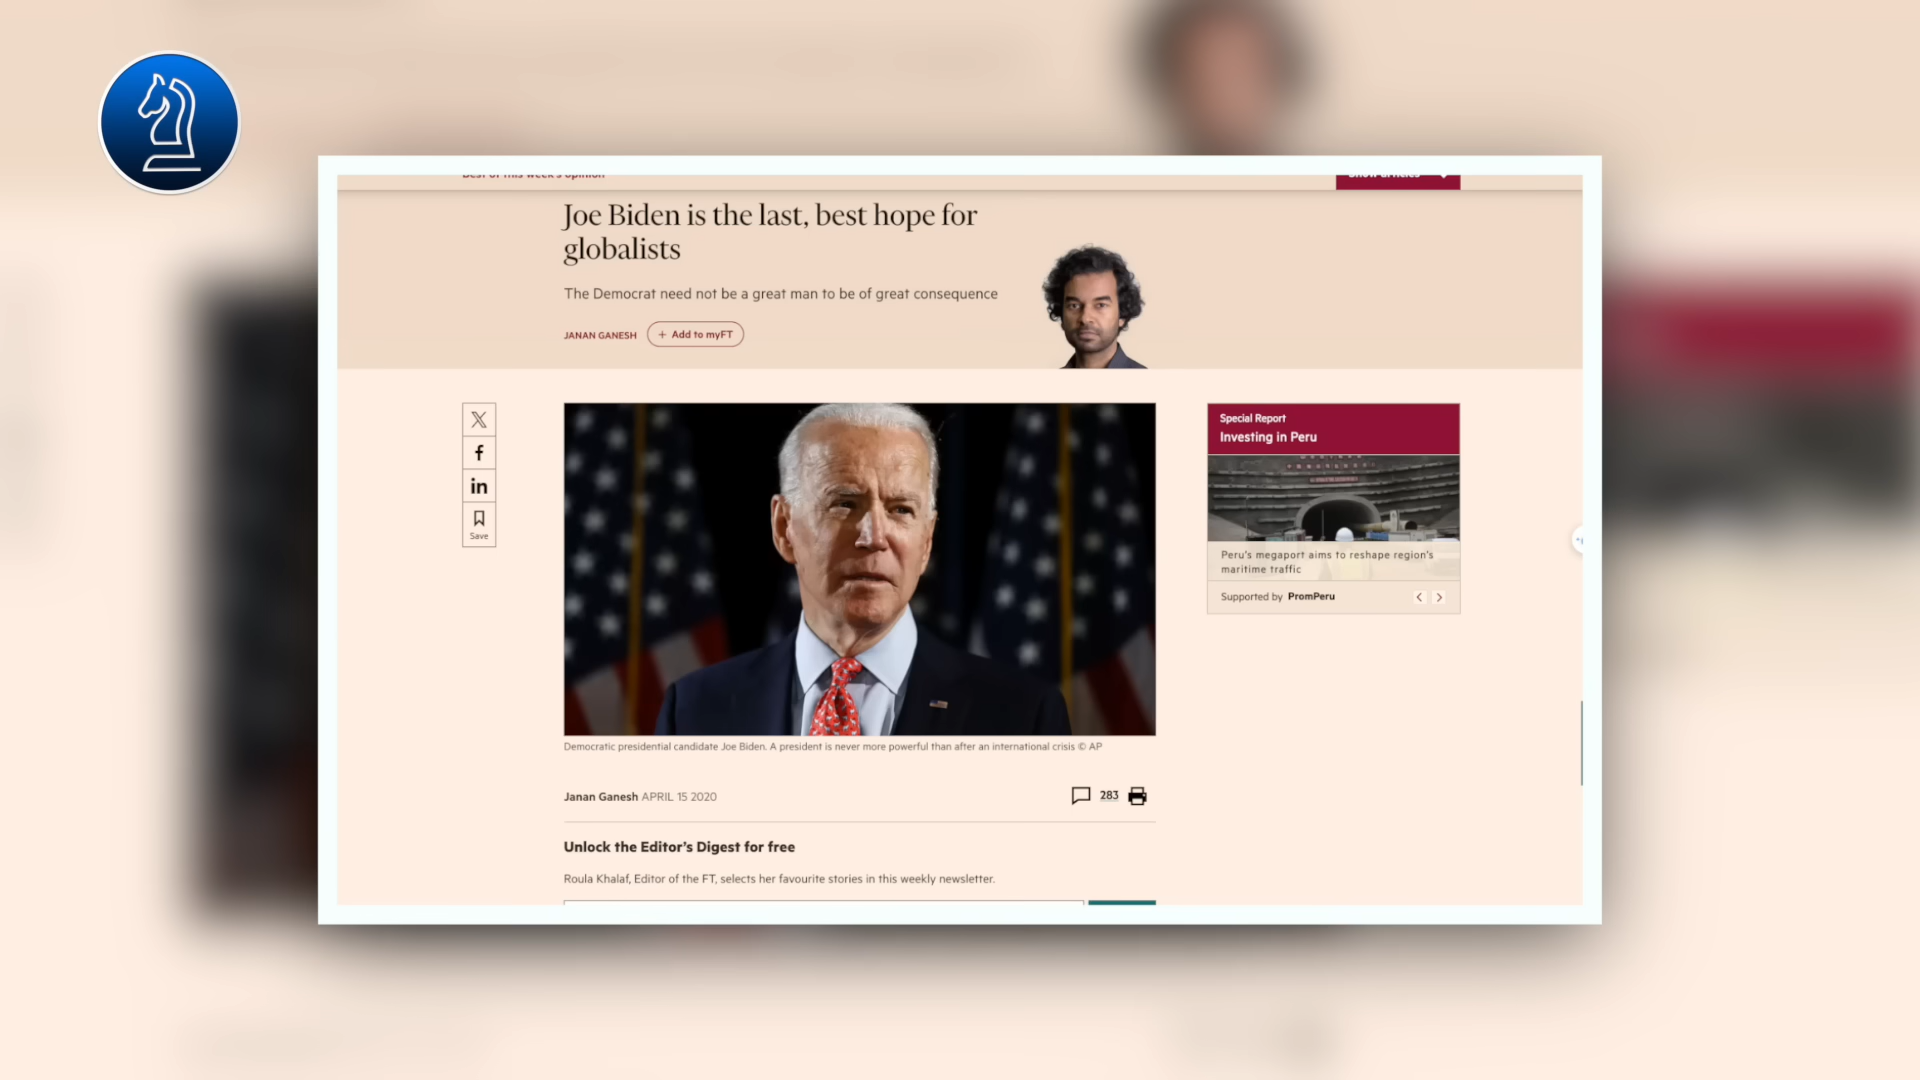 Best of this week's opinion
Show articles
Joe Biden is the last, best hope for
globalists
The Democrat need not be a great man to be of great consequence
JANAN GANESH
+ Add to myFT
X
f
in
Save
Special Report
Investing in Peru
Peru's megaport aims to reshape region's
maritime traffic
Supported by PromPeru
Democratic presidential candidate Joe Biden. A president is never more powerful than after an international crisis © AP
Janan Ganesh APRIL 15 2020
283
Unlock the Editor's Digest for free
Roula Khalaf, Editor of the FT, selects her favourite stories in this weekly newsletter.